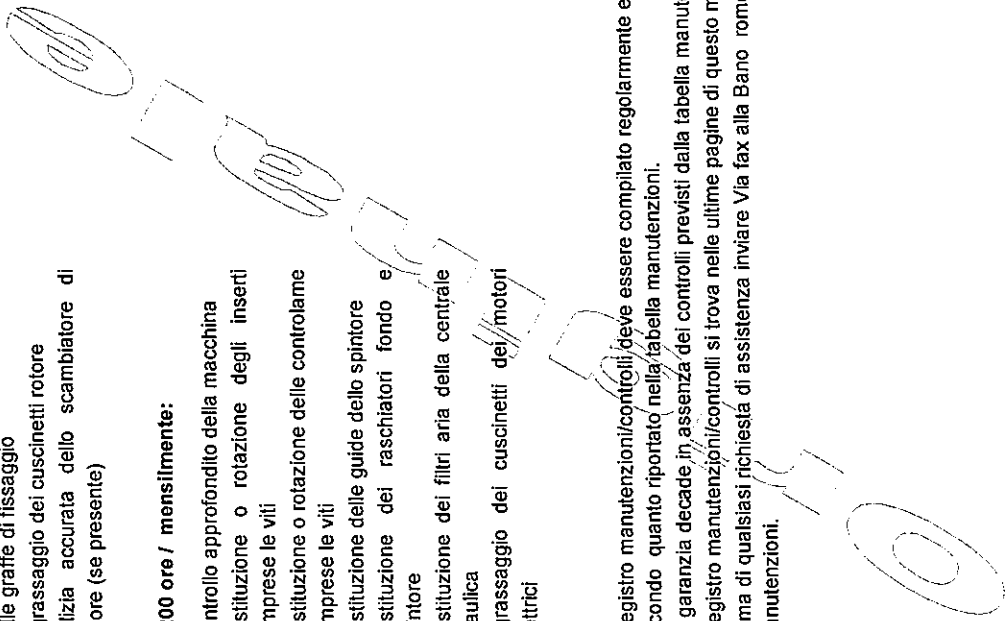 lle graffe di fissaggio
grassaggio dei cuscinetti rotore
lizia accurata dello scambiatore di
ore (se presente)
00 ore / mensilmente:
ntrollo approfondito della macchina
stituzione o rotazione degli inserti
mprese le viti
stituzione o rotazione delle controlame
mprese le viti
stituzione delle guide dello spintore
stituzione dei raschiatori fondo e
ntore
stituzione dei filtri aria della centrale
aulica
grassaggio dei cuscinetti dei motori
ttrici
egistro manutenzioni/controlli deve essere compilato regolarmente e
condo quanto riportato nella tabella manutenzioni.
garanzia decade in assenza dei controlli previsti dalla tabella manute
egistro manutenzioni/controlli si trova nelle ultime pagine di questo m
ma di qualsiasi richiesta di assistenza inviare Via fax alla Bano rom
nutenzioni.